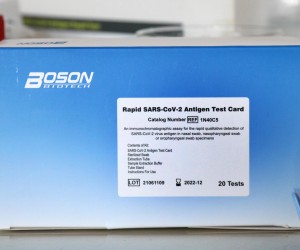 BOSON
BIOTECH
Rapid SARS-CoV-2 Antigen Test Card
Catalog Number REF 1N40C5
An immunochromatographic assay for the rapid qualitative detection of
SARS-CoV-2 virus antigen in nasal swab, nasopharyngeal swab
or oropharyngeal swab specimens
SARS-CoV-2 Antigen Test Card
Sterilized Swab
Extraction Tube
Sample Extraction Buffer
Tube Stand
Instructions For Use
LOT 21061109
2022-12
20 Tests